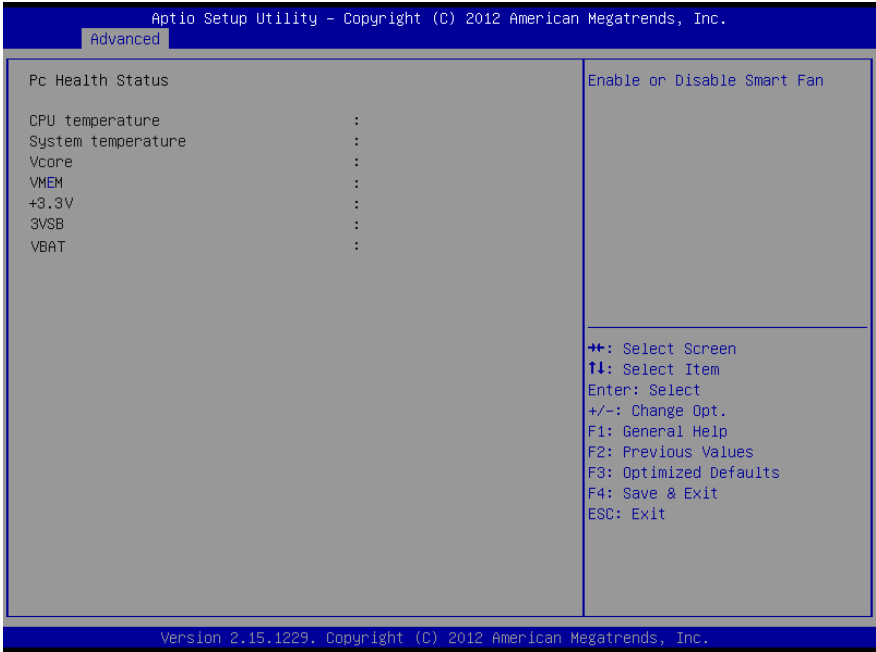 Aptio Setup Utility – Copyright (C) 2012 American Megatrends, Inc.
Advanced
Pc Health Status
CPU temperature :
System temperature :
Vcore :
VMEM :
+3.3V :
3VSB :
VBAT :
Enable or Disable Smart Fan
→←: Select Screen
↑↓: Select Item
Enter: Select
+/-: Change Opt.
F1: General Help
F2: Previous Values
F3: Optimized Defaults
F4: Save & Exit
ESC: Exit
Version 2.15.1229. Copyright (C) 2012 American Megatrends, Inc.